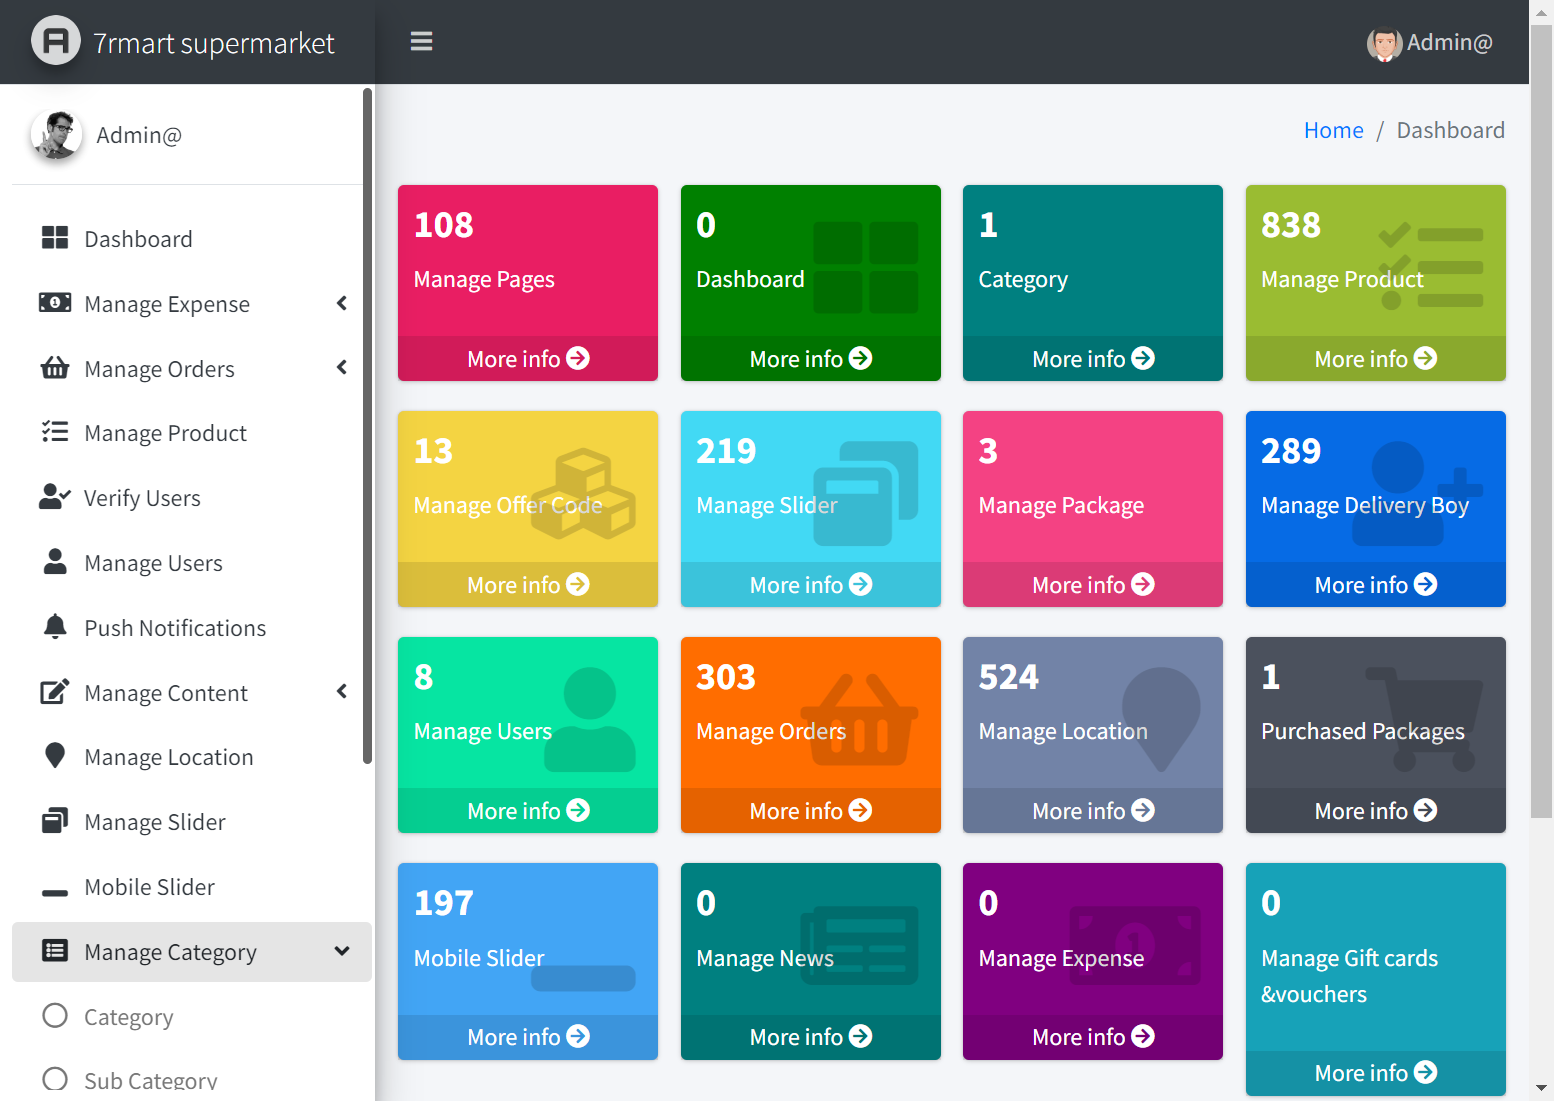 7rmart supermarket
Admin@
Admin@
Home / Dashboard
Dashboard
Manage Expense
Manage Orders
Manage Product
Verify Users
Manage Users
Push Notifications
Manage Content
Manage Location
Manage Slider
Mobile Slider
Manage Category
Category
Sub Category
108
Manage Pages
More info
0
Dashboard
More info
1
Category
More info
838
Manage Product
More info
13
Manage Offer Code
More info
219
Manage Slider
More info
3
Manage Package
More info
289
Manage Delivery Boy
More info
8
Manage Users
More info
303
Manage Orders
More info
524
Manage Location
More info
1
Purchased Packages
More info
197
Mobile Slider
More info
0
Manage News
More info
0
Manage Expense
More info
0
Manage Gift cards
&vouchers
More info